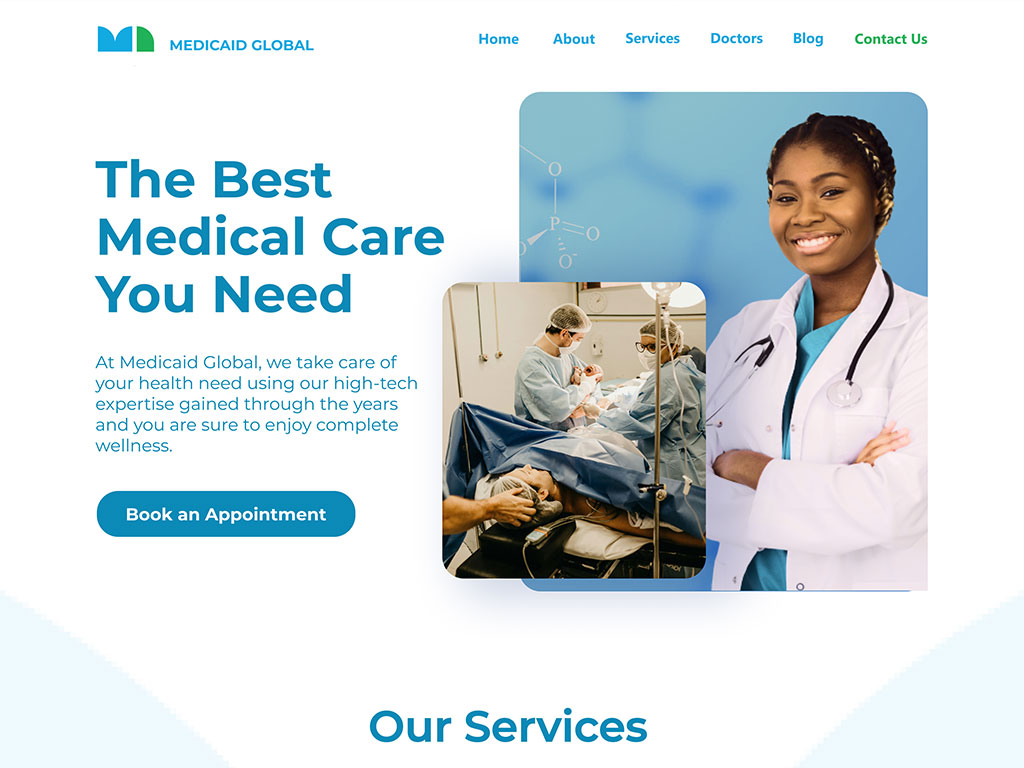 MEDICAID GLOBAL
Home
About
Services
Doctors
Blog
Contact Us
The Best
Medical Care
You Need
At Medicaid Global, we take care of
your health need using our high-tech
expertise gained through the years
and you are sure to enjoy complete
wellness.
Book an Appointment
O
P
O
O
O-
Our Services